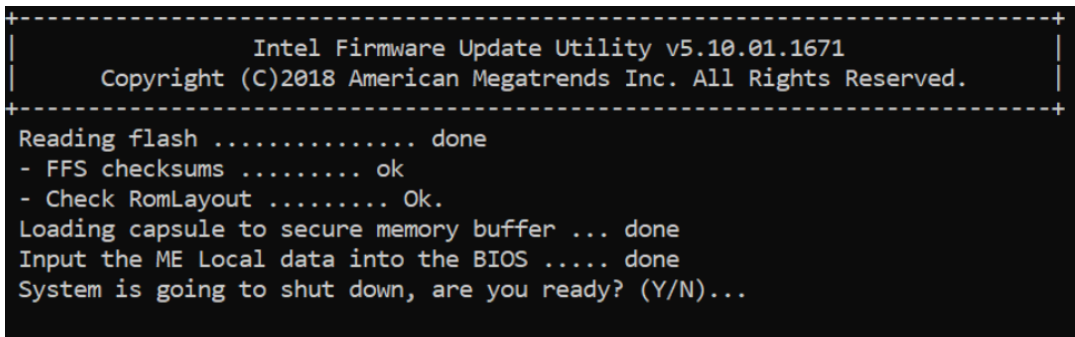 +---------------------------------------------------------------------------+
| Intel Firmware Update Utility v5.10.01.1671 |
| Copyright (C)2018 American Megatrends Inc. All Rights Reserved. |
+---------------------------------------------------------------------------+
Reading flash ............... done
- FFS checksums ......... ok
- Check RomLayout ......... Ok.
Loading capsule to secure memory buffer ... done
Input the ME Local data into the BIOS ..... done
System is going to shut down, are you ready? (Y/N)...